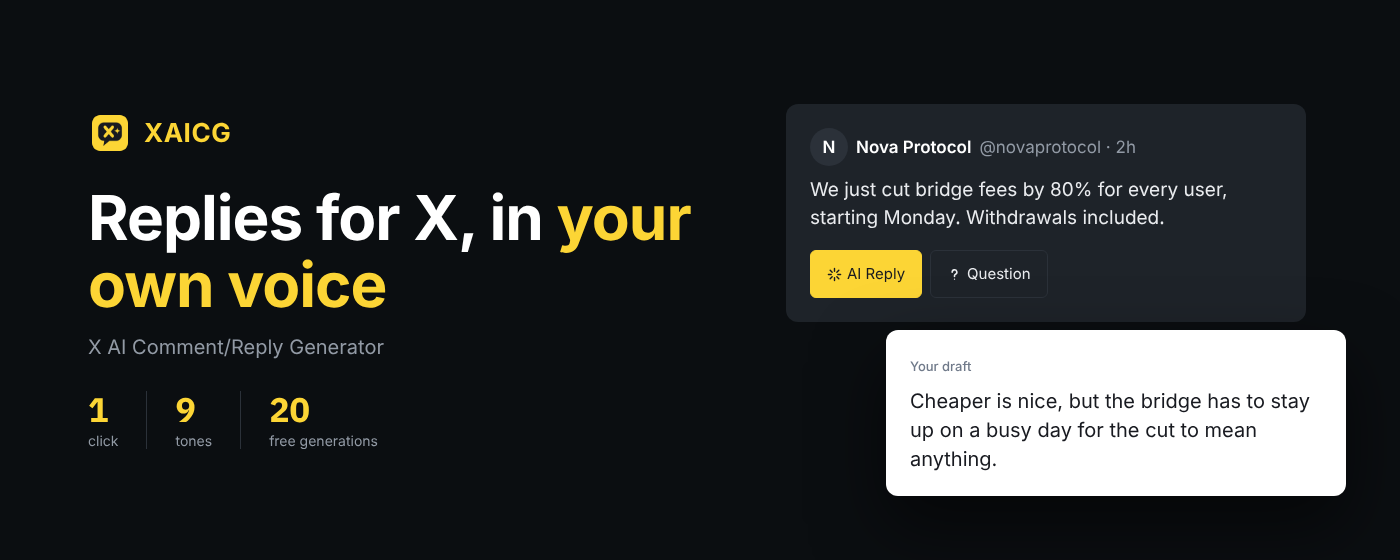 XAICG
Replies for X, in your
own voice
X AI Comment/Reply Generator
1
click
9
tones
20
free generations
N
Nova Protocol @novaprotocol · 2h
We just cut bridge fees by 80% for every user,
starting Monday. Withdrawals included.
AI Reply
? Question
Your draft
Cheaper is nice, but the bridge has to stay
up on a busy day for the cut to mean
anything.